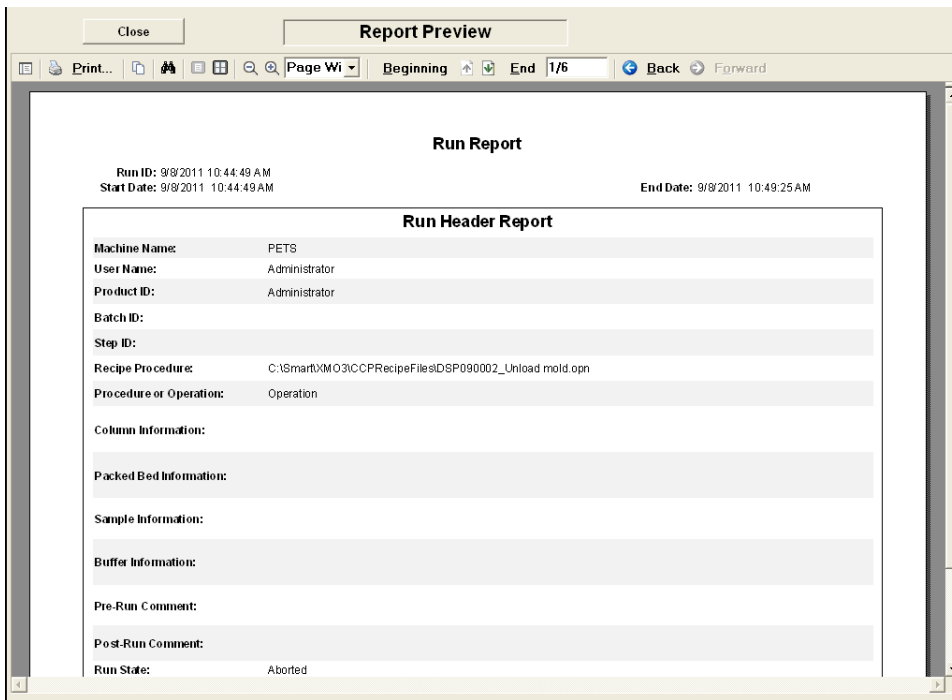 Close
Report Preview
Print... Page Wi Beginning End 1/6 Back Forward
Run Report
Run ID: 9/8/2011 10:44:49 AM
Start Date: 9/8/2011 10:44:49 AM End Date: 9/8/2011 10:49:25 AM
Run Header Report
Machine Name: PETS
User Name: Administrator
Product ID: Administrator
Batch ID:
Step ID:
Recipe Procedure: C:\Smart\XMO3\CCPRecipeFiles\DSP090002_Unload mold.opn
Procedure or Operation: Operation
Column Information:
Packed Bed Information:
Sample Information:
Buffer Information:
Pre-Run Comment:
Post-Run Comment:
Run State: Aborted